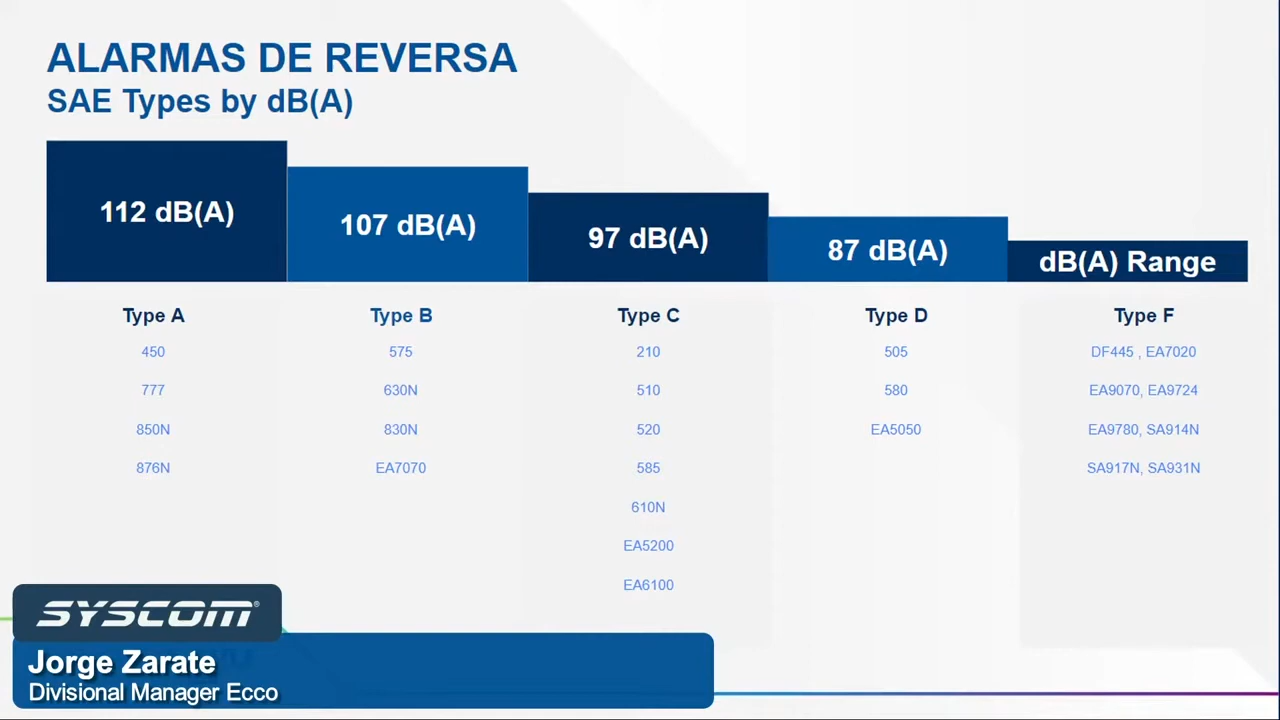 ALARMAS DE REVERSA
SAE Types by dB(A)
112 dB(A)
107 dB(A)
97 dB(A)
87 dB(A)
dB(A) Range
Type A
450
777
850N
876N
Type B
575
630N
830N
EA7070
Type C
210
510
520
585
610N
EA5200
EA6100
Type D
505
580
EA5050
Type F
DF445 , EA7020
EA9070, EA9724
EA9780, SA914N
SA917N, SA931N
SYSCOM®
Jorge Zarate
Divisional Manager Ecco